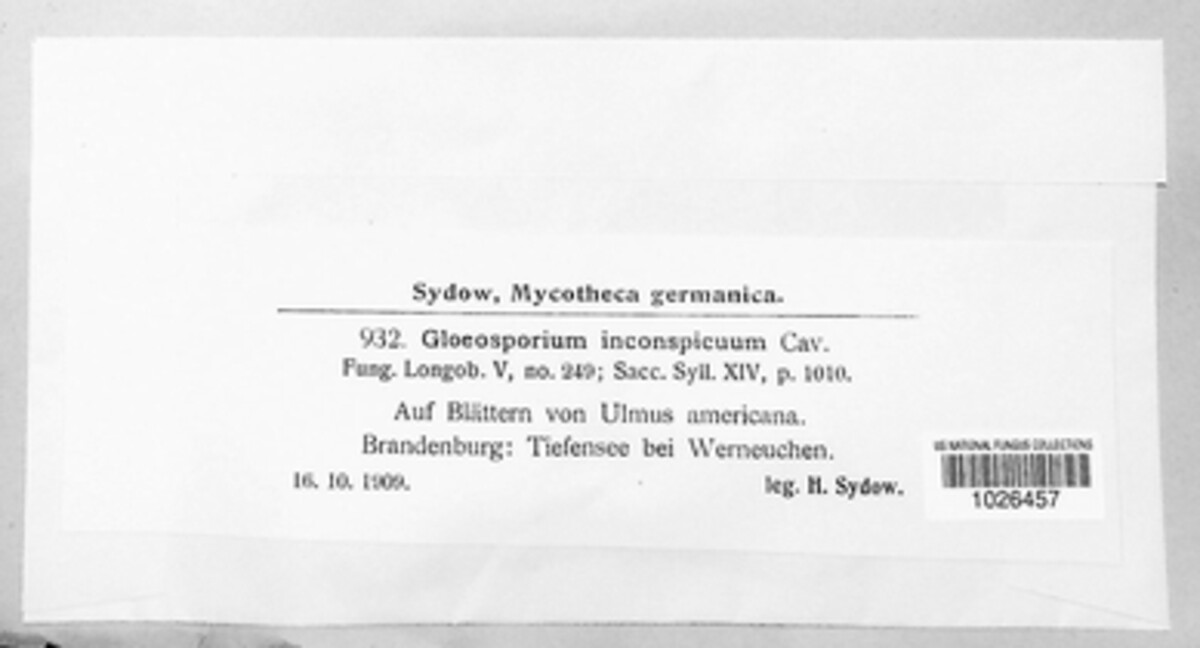 Sydow, Mycotheca germanica.
932. Gloeosporium inconspicuum Cav.
Fung. Longob. V, no. 249; Sacc. Syll. XIV, p. 1010.
Auf Blättern von Ulmus americana.
Brandenburg: Tiefensee bei Werneuchen.
16. 10. 1909. leg. H. Sydow.
US NATIONAL FUNGUS COLLECTIONS
1026457